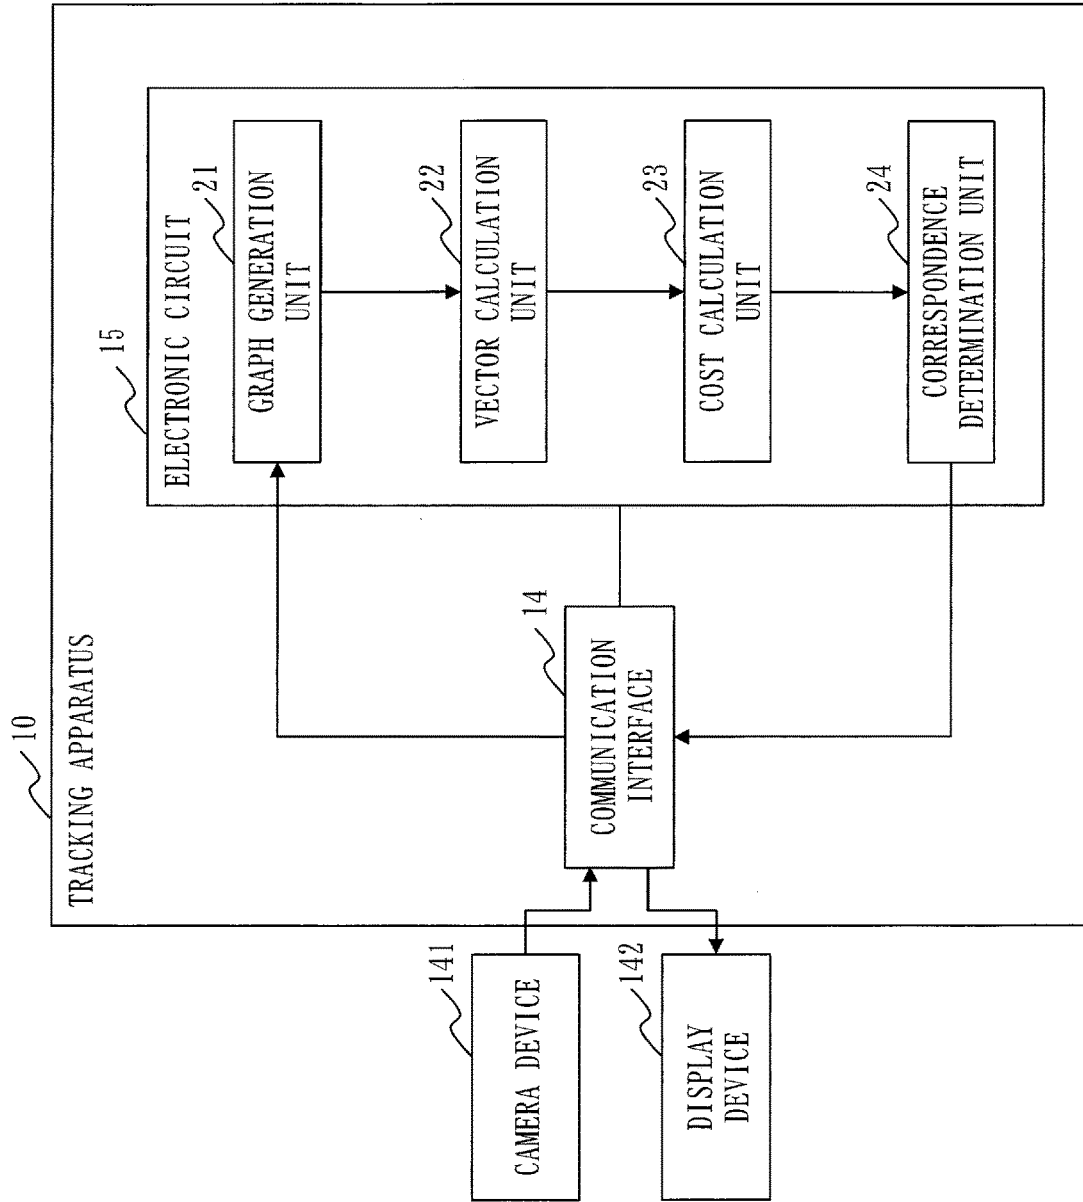 10
TRACKING APPARATUS
15
ELECTRONIC CIRCUIT
21
GRAPH GENERATION
UNIT
22
VECTOR CALCULATION
UNIT
23
COST CALCULATION
UNIT
24
CORRESPONDENCE
DETERMINATION UNIT
14
COMMUNICATION
INTERFACE
141
CAMERA DEVICE
142
DISPLAY
DEVICE